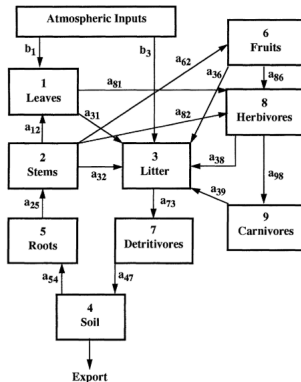 Atmospheric Inputs
b1
b3
a62
6
Fruits
a36
a86
1
Leaves
a81
a31
a12
a82
8
Herbivores
2
Stems
a32
3
Litter
a38
a98
a25
a73
a39
9
Carnivores
5
Roots
7
Detritivores
a54
a47
4
Soil
Export